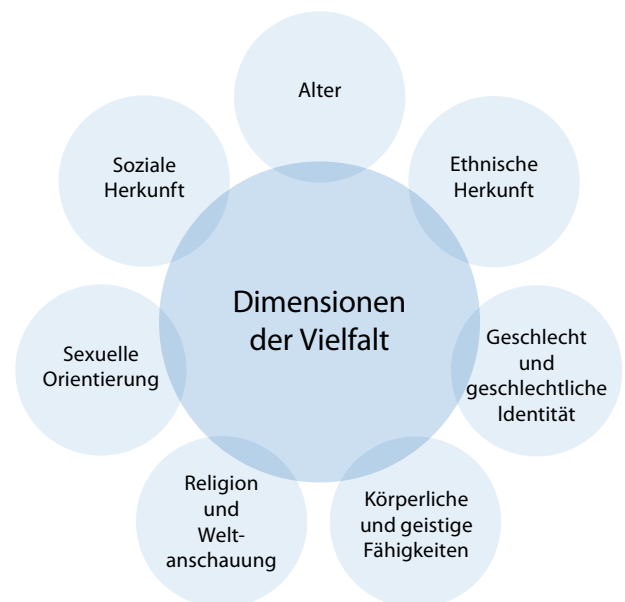 Alter
Ethnische
Herkunft
Geschlecht
und
geschlechtliche
Identität
Körperliche
und geistige
Fähigkeiten
Religion
und
Welt-
anschauung
Sexuelle
Orientierung
Soziale
Herkunft
Dimensionen
der Vielfalt